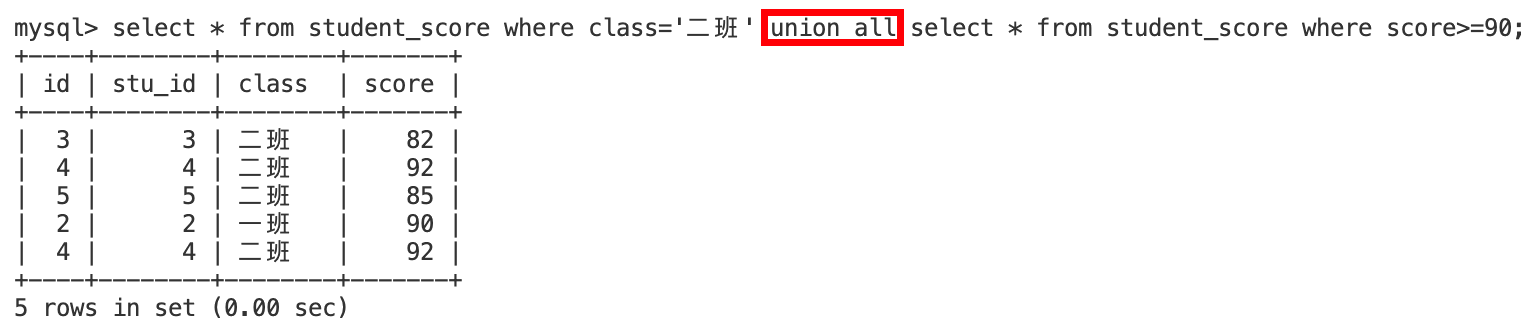 mysql> select * from student_score where class='二班' union all select * from student_score where score>=90;
+----+--------+--------+-------+
| id | stu_id | class  | score |
+----+--------+--------+-------+
|  3 |      3 | 二班   |    82 |
|  4 |      4 | 二班   |    92 |
|  5 |      5 | 二班   |    85 |
|  2 |      2 | 一班   |    90 |
|  4 |      4 | 二班   |    92 |
+----+--------+--------+-------+
5 rows in set (0.00 sec)